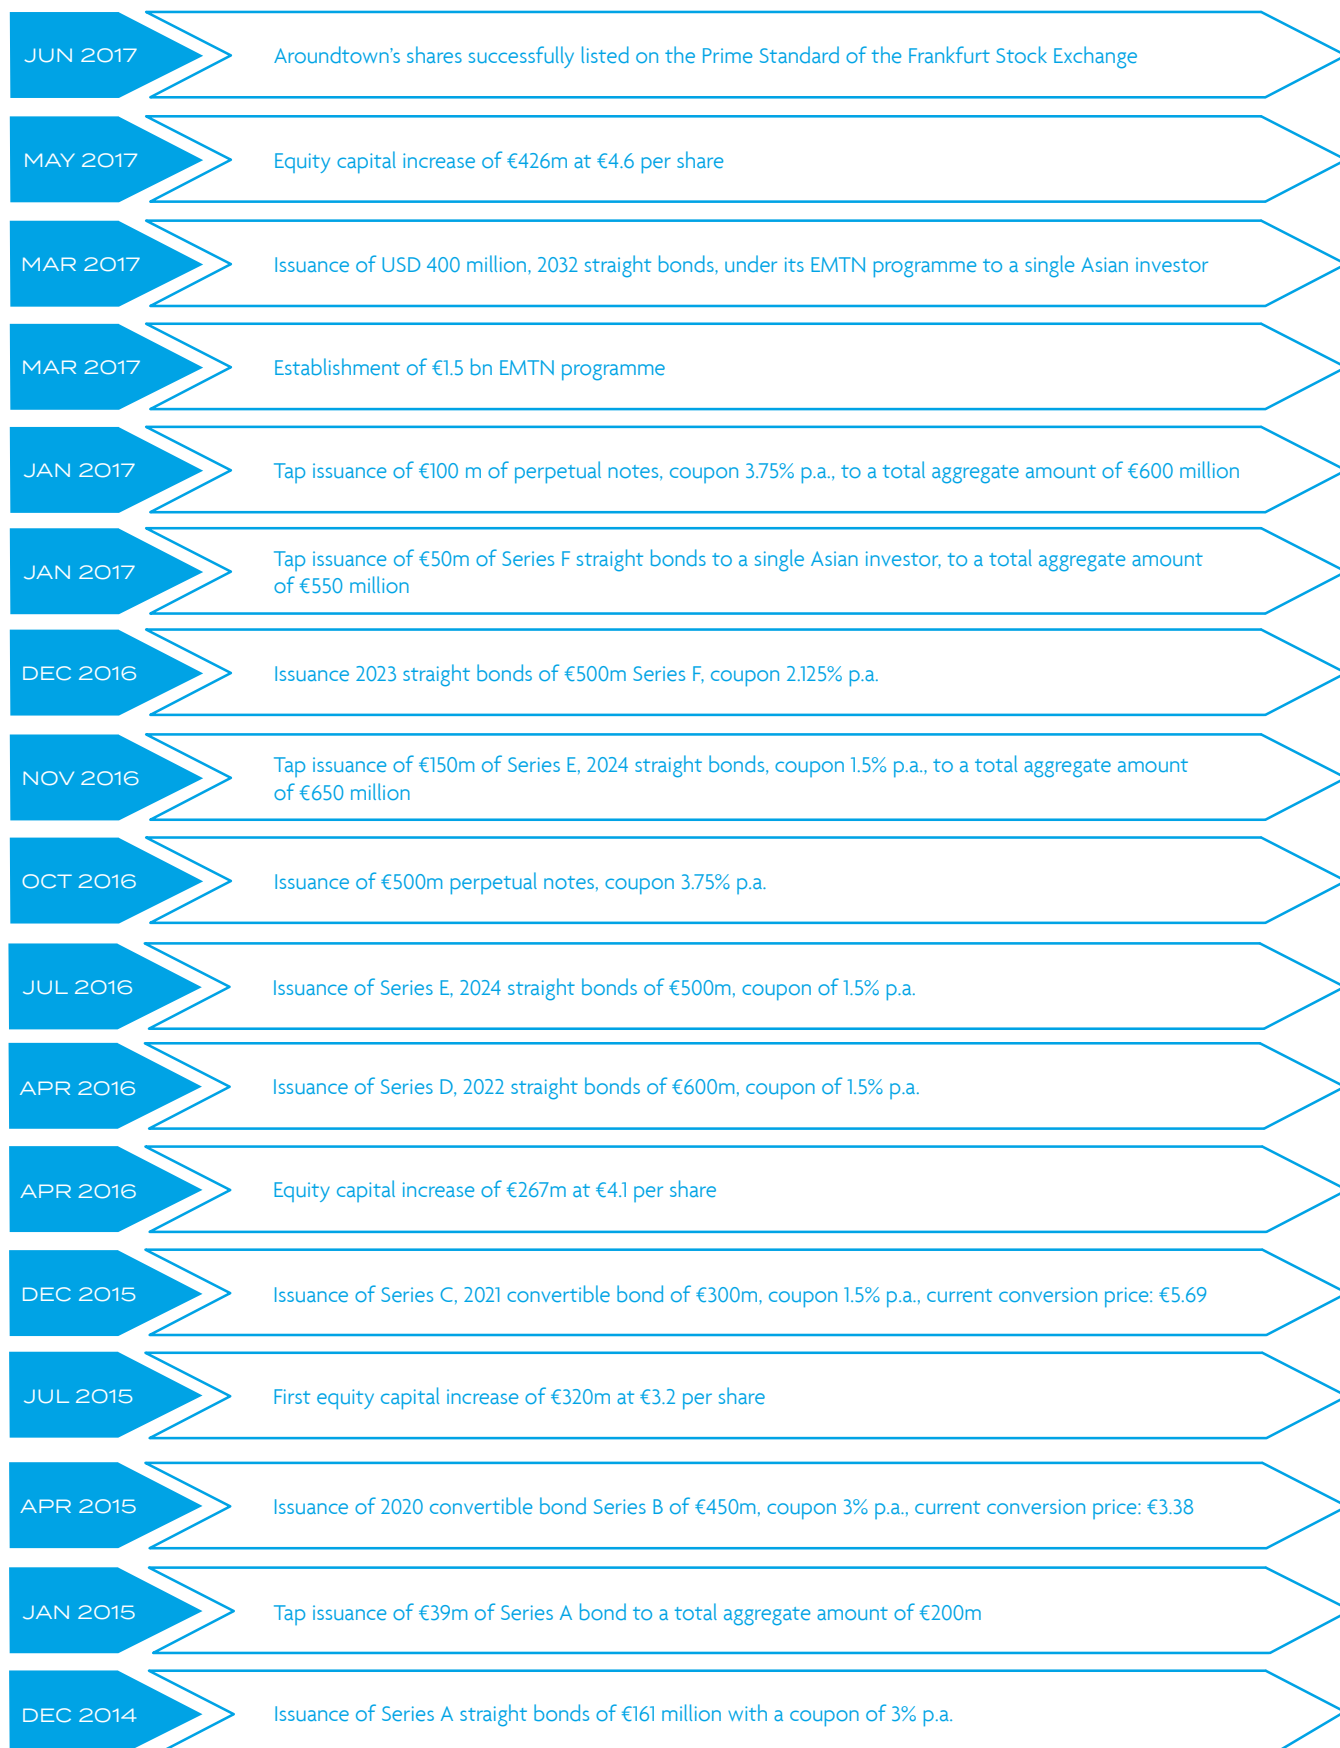 JUN 2017
Aroundtown's shares successfully listed on the Prime Standard of the Frankfurt Stock Exchange
MAY 2017
Equity capital increase of €426m at €4.6 per share
MAR 2017
Issuance of USD 400 million, 2032 straight bonds, under its EMTN programme to a single Asian investor
MAR 2017
Establishment of €1.5 bn EMTN programme
JAN 2017
Tap issuance of €100 m of perpetual notes, coupon 3.75% p.a., to a total aggregate amount of €600 million
JAN 2017
Tap issuance of €50m of Series F straight bonds to a single Asian investor, to a total aggregate amount
of €550 million
DEC 2016
Issuance 2023 straight bonds of €500m Series F, coupon 2.125% p.a.
NOV 2016
Tap issuance of €150m of Series E, 2024 straight bonds, coupon 1.5% p.a., to a total aggregate amount
of €650 million
OCT 2016
Issuance of €500m perpetual notes, coupon 3.75% p.a.
JUL 2016
Issuance of Series E, 2024 straight bonds of €500m, coupon of 1.5% p.a.
APR 2016
Issuance of Series D, 2022 straight bonds of €600m, coupon of 1.5% p.a.
APR 2016
Equity capital increase of €267m at €4.1 per share
DEC 2015
Issuance of Series C, 2021 convertible bond of €300m, coupon 1.5% p.a., current conversion price: €5.69
JUL 2015
First equity capital increase of €320m at €3.2 per share
APR 2015
Issuance of 2020 convertible bond Series B of €450m, coupon 3% p.a., current conversion price: €3.38
JAN 2015
Tap issuance of €39m of Series A bond to a total aggregate amount of €200m
DEC 2014
Issuance of Series A straight bonds of €161 million with a coupon of 3% p.a.